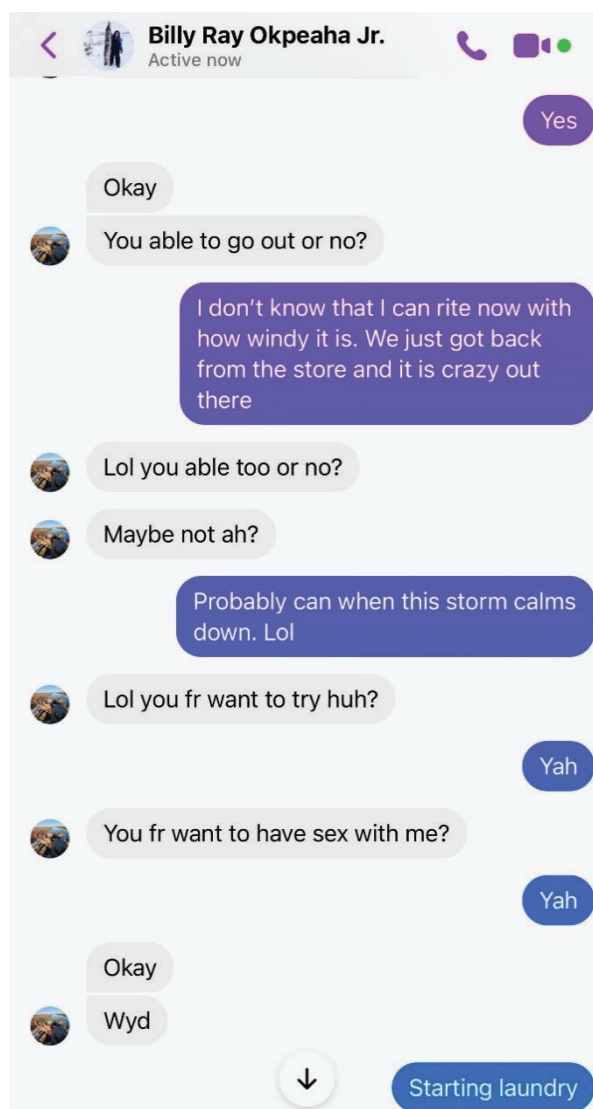 Billy Ray Okpeaha Jr.
Active now
Yes
Okay
You able to go out or no?
I don't know that I can rite now with
how windy it is. We just got back
from the store and it is crazy out
there
Lol you able too or no?
Maybe not ah?
Probably can when this storm calms
down. Lol
Lol you fr want to try huh?
Yah
You fr want to have sex with me?
Yah
Okay
Wyd
Starting laundry